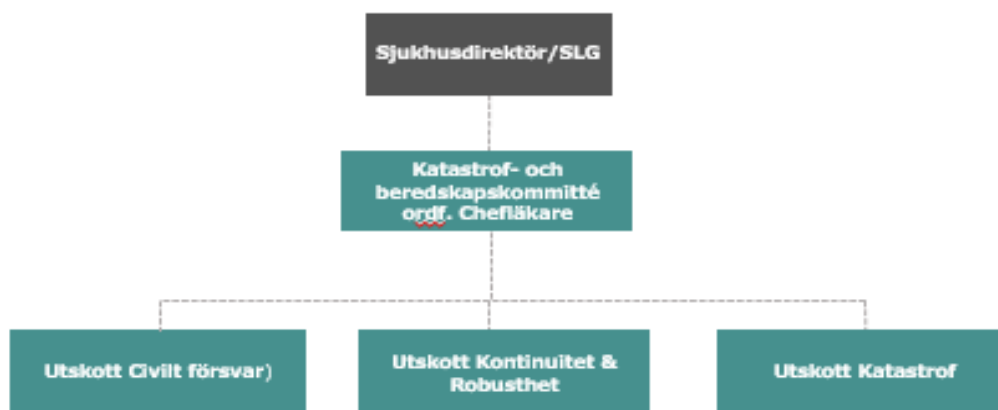 Sjukhusdirektör/SLG
Katastrof- och
beredskapskommitté
ordf. Chefläkare
Utskott Civilt försvar)
Utskott Kontinuitet &
Robusthet
Utskott Katastrof